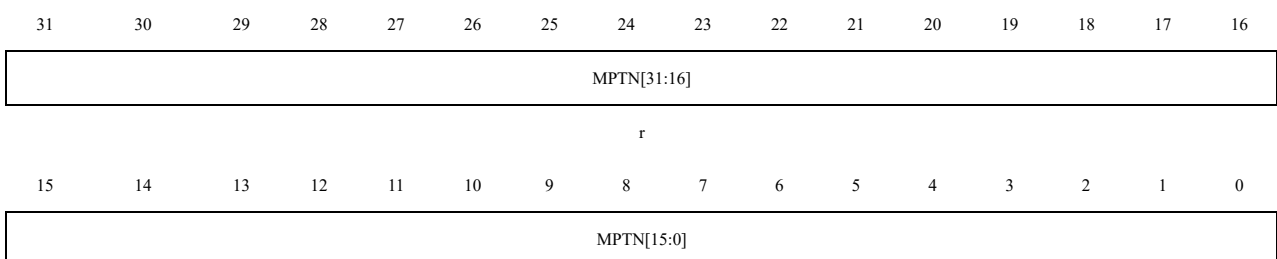 31 30 29 28 27 26 25 24 23 22 21 20 19 18 17 16
MPTN[31:16]
r
15 14 13 12 11 10 9 8 7 6 5 4 3 2 1 0
MPTN[15:0]